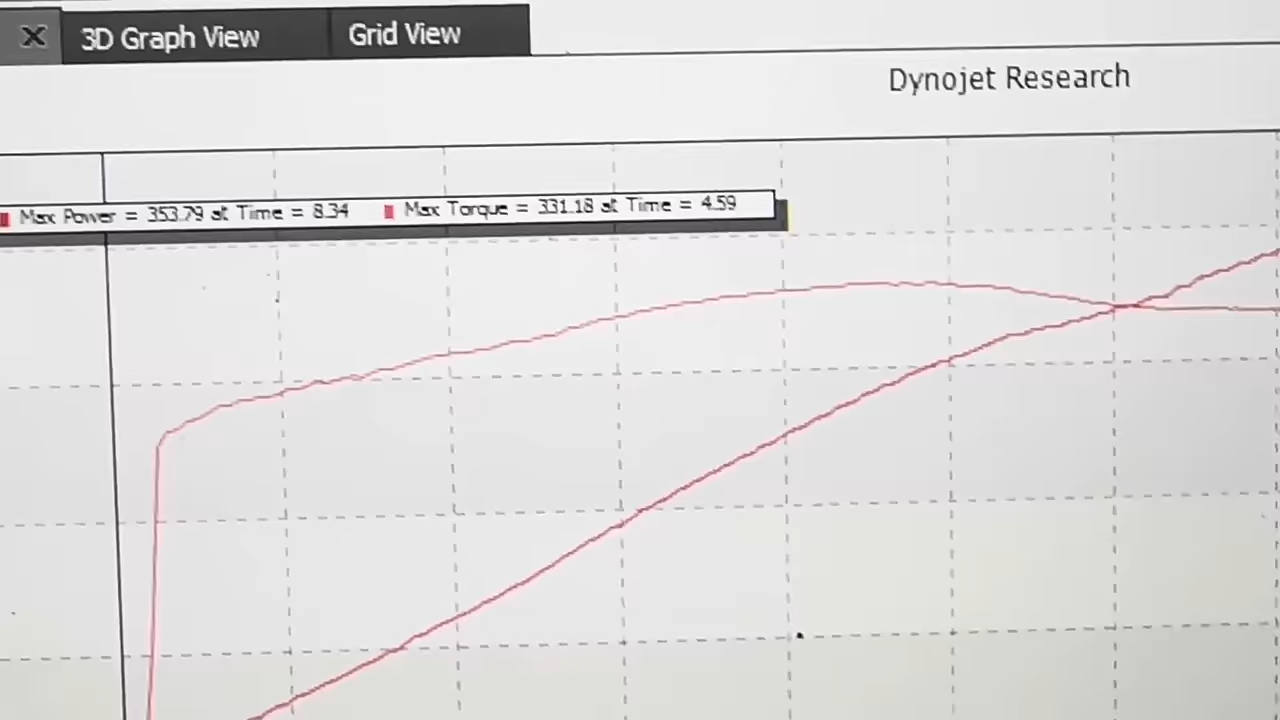 3D Graph View
Grid View
Dynojet Research
Max Power = 353.79 at Time = 8.34
Max Torque = 331.18 at Time = 4.59